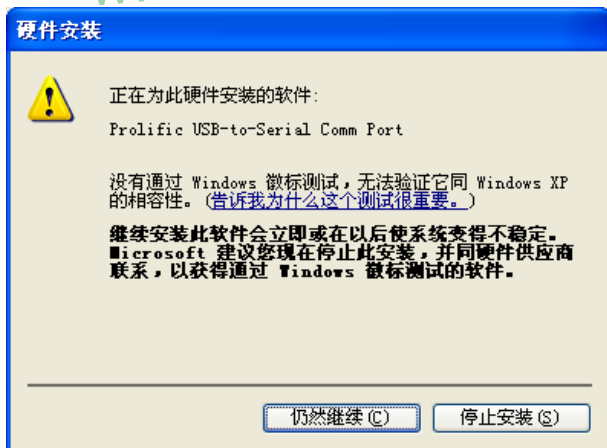 硬件安装
正在为此硬件安装的软件:
Prolific USB-to-Serial Comm Port
没有通过 Windows 徽标测试，无法验证它同 Windows XP
的相容性。(告诉我为什么这个测试很重要。)
继续安装此软件会立即或在以后使系统变得不稳定。
Microsoft 建议您现在停止此安装，并同硬件供应商
联系，以获得通过 Windows 徽标测试的软件。
仍然继续(C)
停止安装(S)